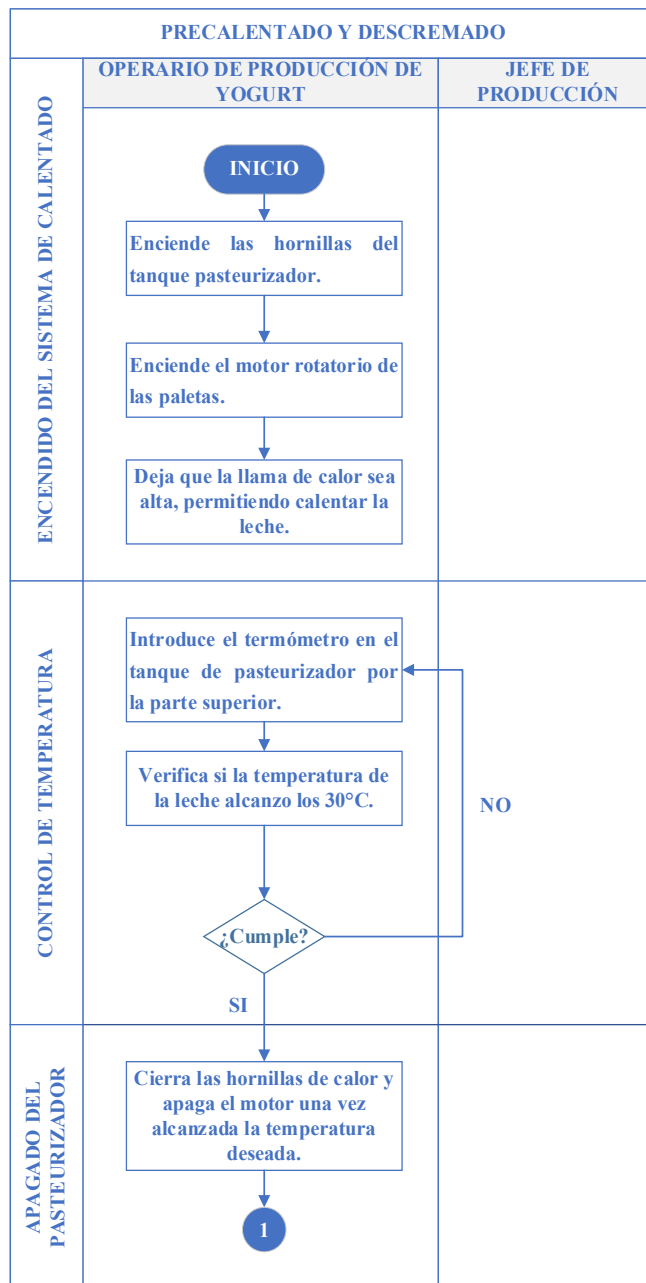 PRECALENTADO Y DESCREMADO
OPERARIO DE PRODUCCIÓN DE
YOGURT
JEFE DE
PRODUCCIÓN
ENCENDIDO DEL SISTEMA DE CALENTADO
INICIO
Enciende las hornillas del
tanque pasteurizador.
Enciende el motor rotatorio de
las paletas.
Deja que la llama de calor sea
alta, permitiendo calentar la
leche.
CONTROL DE TEMPERATURA
Introduce el termómetro en el
tanque de pasteurizador por
la parte superior.
Verifica si la temperatura de
la leche alcanzo los 30°C.
NO
¿Cumple?
SI
APAGADO DEL
PASTEURIZADOR
Cierra las hornillas de calor y
apaga el motor una vez
alcanzada la temperatura
deseada.
1